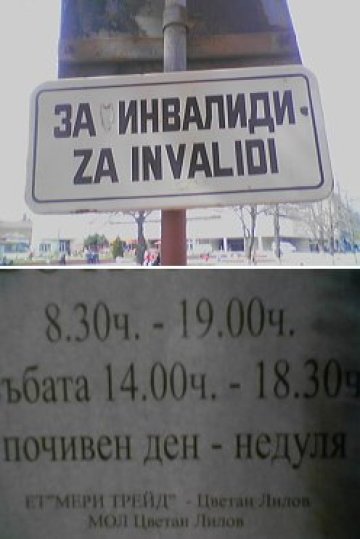 ЗА ИНВАЛИДИ
ZA INVALIDI
8.30ч. - 19.00ч.
ъбата 14.00ч. - 18.30ч
почивен ден - недуля
ЕТ"МЕРИ ТРЕЙД" - Цветан Лилов
МОЛ Цветан Лилов